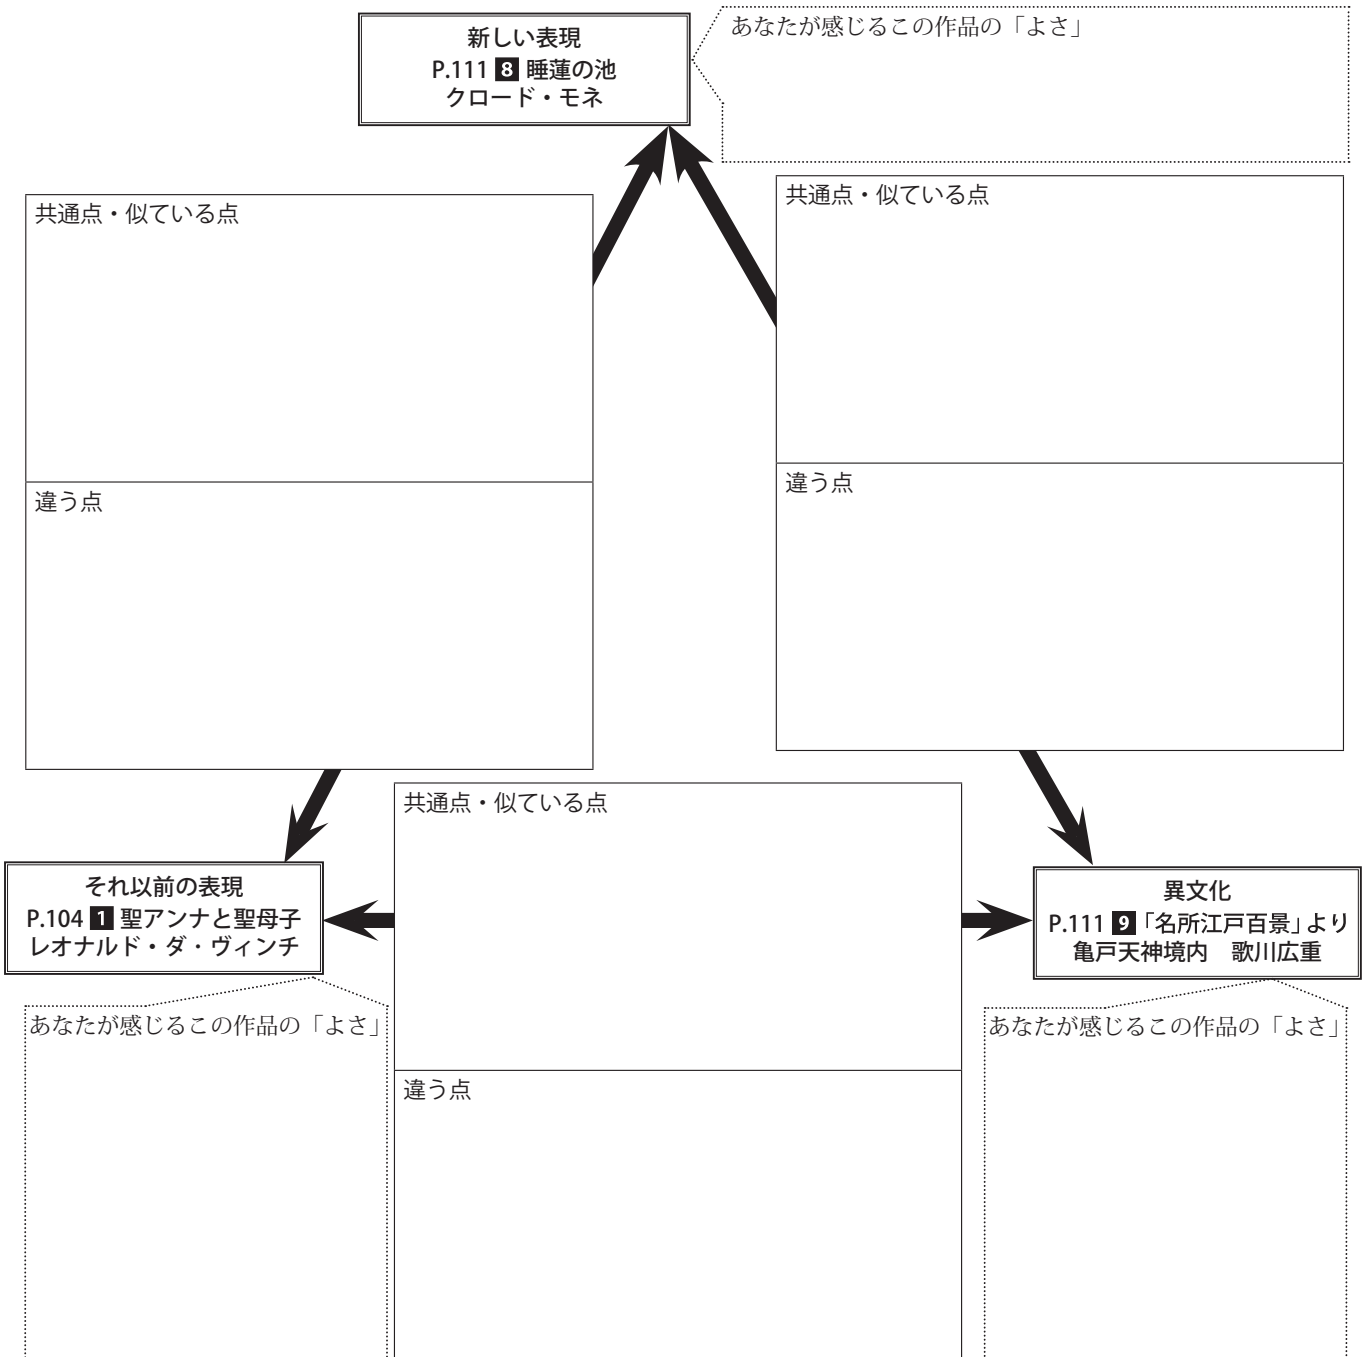 新しい表現
P.111 8 睡蓮の池
クロード・モネ
あなたが感じるこの作品の「よさ」
共通点・似ている点
違う点
共通点・似ている点
違う点
それ以前の表現
P.104 1 聖アンナと聖母子
レオナルド・ダ・ヴィンチ
あなたが感じるこの作品の「よさ」
共通点・似ている点
違う点
異文化
P.111 9 「名所江戸百景」より
亀戸天神境内　歌川広重
あなたが感じるこの作品の「よさ」